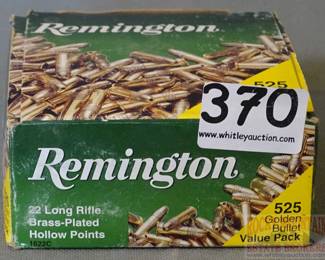 Remington
525
370
www.whitleyauction.com
Remington
22 Long Rifle
Brass-Plated
Hollow Points
1622C
525
Golden
Bullet
Value Pack